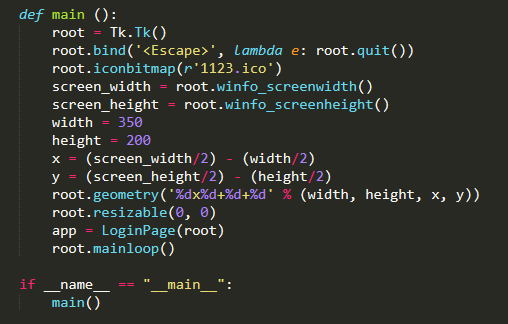 def main ():
    root = Tk.Tk()
    root.bind('<Escape>', lambda e: root.quit())
    root.iconbitmap(r'1123.ico')
    screen_width = root.winfo_screenwidth()
    screen_height = root.winfo_screenheight()
    width = 350
    height = 200
    x = (screen_width/2) - (width/2)
    y = (screen_height/2) - (height/2)
    root.geometry('%dx%d+%d+%d' % (width, height, x, y))
    root.resizable(0, 0)
    app = LoginPage(root)
    root.mainloop()

if __name__ == "__main__":
    main()